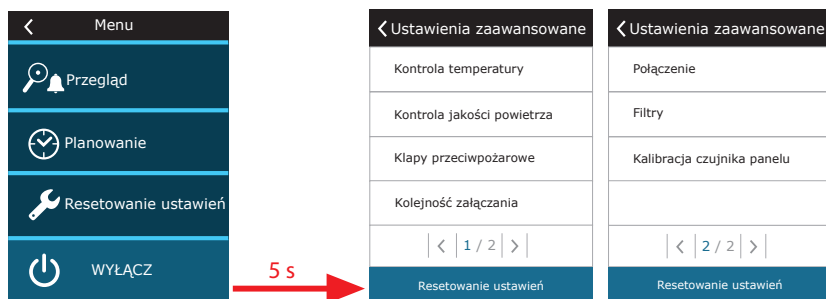 Menu
Przegląd
Planowanie
Resetowanie ustawień
WYŁĄCZ
5 s
Ustawienia zaawansowane
Kontrola temperatury
Kontrola jakości powietrza
Klapy przeciwpożarowe
Kolejność załączania
1 / 2
Resetowanie ustawień
Ustawienia zaawansowane
Połączenie
Filtry
Kalibracja czujnika panelu
2 / 2
Resetowanie ustawień